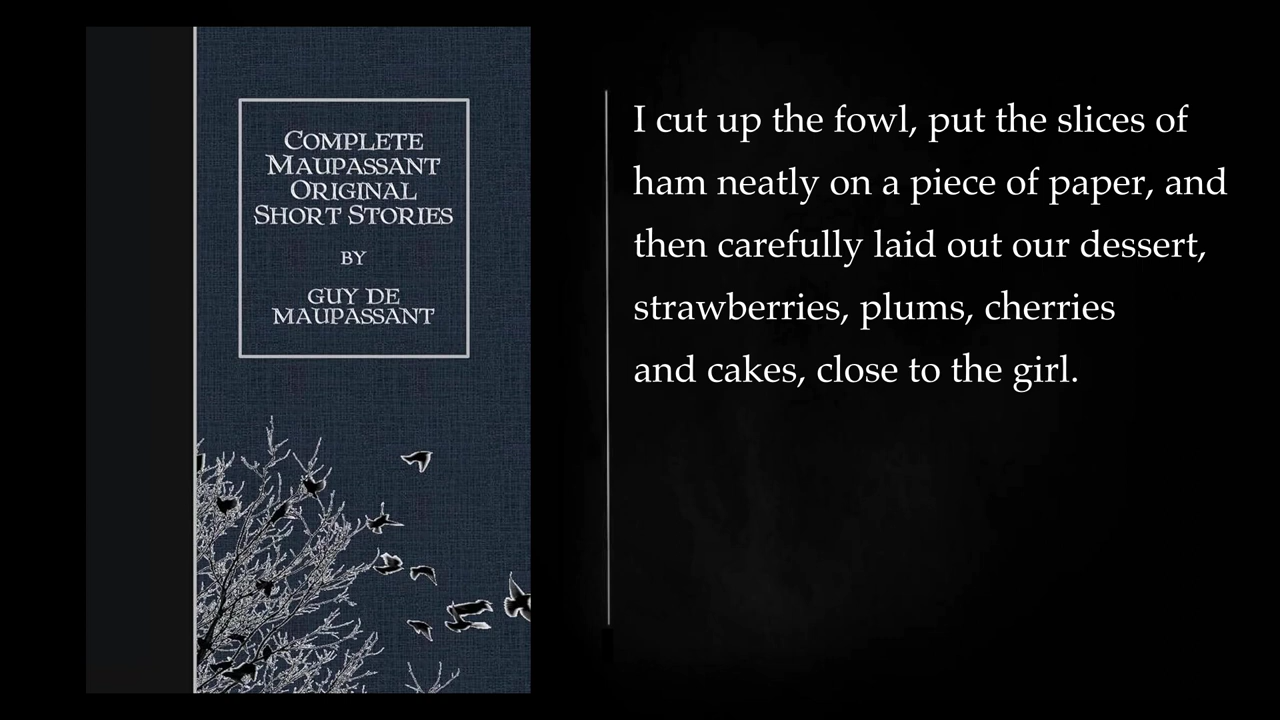 COMPLETE
MAUPASSANT
ORIGINAL
SHORT STORIES
BY
GUY DE
MAUPASSANT
I cut up the fowl, put the slices of
ham neatly on a piece of paper, and
then carefully laid out our dessert,
strawberries, plums, cherries
and cakes, close to the girl.